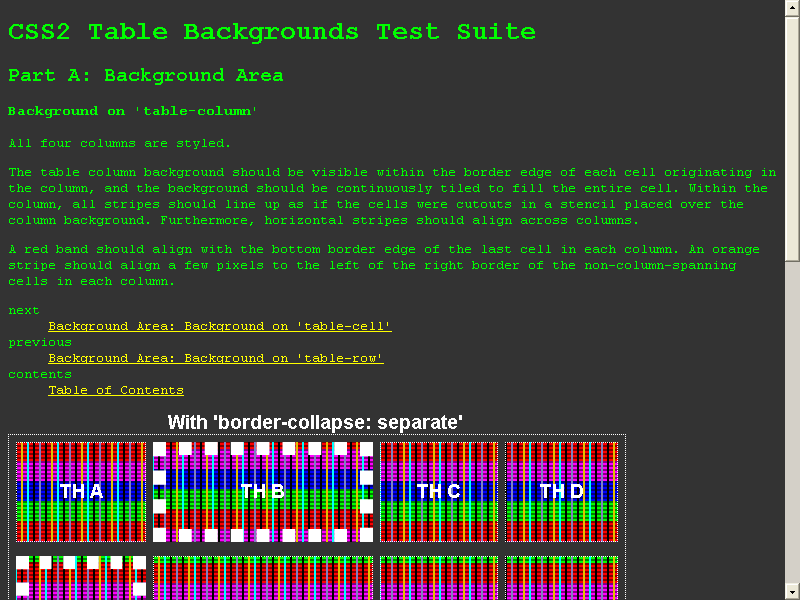 CSS2 Table Backgrounds Test Suite
Part A: Background Area
Background on 'table-column'
All four columns are styled.
The table column background should be visible within the border edge of each cell originating in
the column, and the background should be continuously tiled to fill the entire cell. Within the
column, all stripes should line up as if the cells were cutouts in a stencil placed over the
column background. Furthermore, horizontal stripes should align across columns.
A red band should align with the bottom border edge of the last cell in each column. An orange
stripe should align a few pixels to the left of the right border of the non-column-spanning
cells in each column.
next
Background Area: Background on 'table-cell'
previous
Background Area: Background on 'table-row'
contents
Table of Contents
With 'border-collapse: separate'
TH A TH B TH C TH D